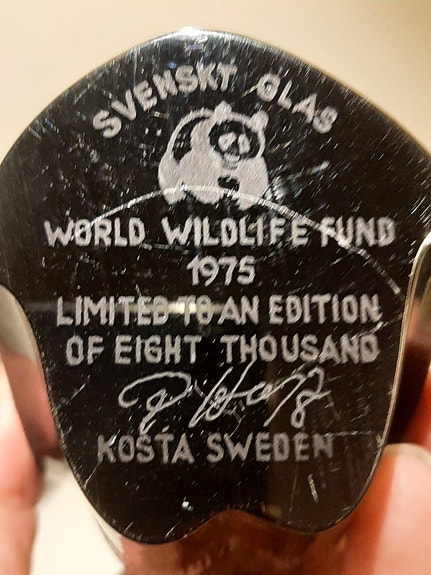 SVENSKT GLAS
WORLD WILDLIFE FUND
1975
LIMITED TO AN EDITION
OF EIGHT THOUSAND
KOSTA SWEDEN